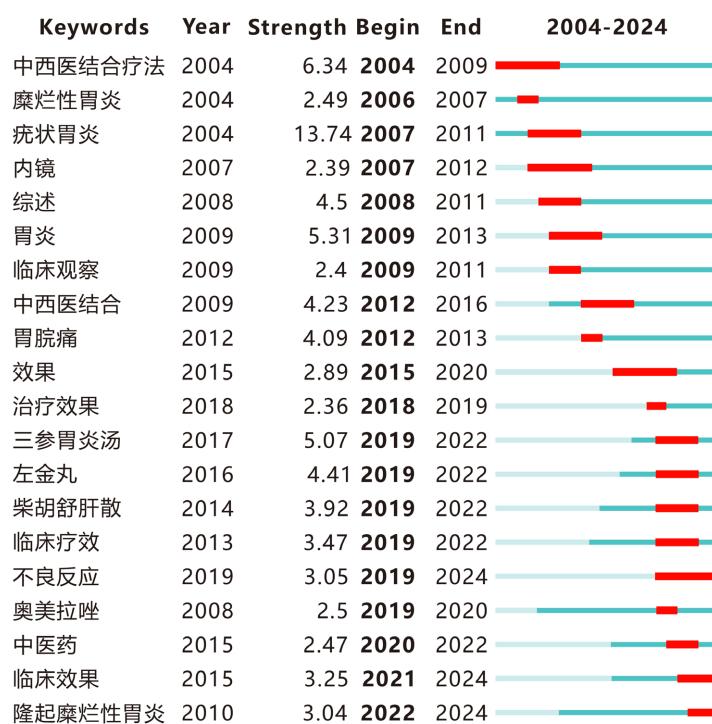 Keywords Year Strength Begin End 2004-2024
中西医结合疗法 2004 6.34 2004 2009
糜烂性胃炎 2004 2.49 2006 2007
疣状胃炎 2004 13.74 2007 2011
内镜 2007 2.39 2007 2012
综述 2008 4.5 2008 2011
胃炎 2009 5.31 2009 2013
临床观察 2009 2.4 2009 2011
中西医结合 2009 4.23 2012 2016
胃脘痛 2012 4.09 2012 2013
效果 2015 2.89 2015 2020
治疗效果 2018 2.36 2018 2019
三参胃炎汤 2017 5.07 2019 2022
左金丸 2016 4.41 2019 2022
柴胡舒肝散 2014 3.92 2019 2022
临床疗效 2013 3.47 2019 2022
不良反应 2019 3.05 2019 2024
奥美拉唑 2008 2.5 2019 2020
中医药 2015 2.47 2020 2022
临床效果 2015 3.25 2021 2024
隆起糜烂性胃炎 2010 3.04 2022 2024